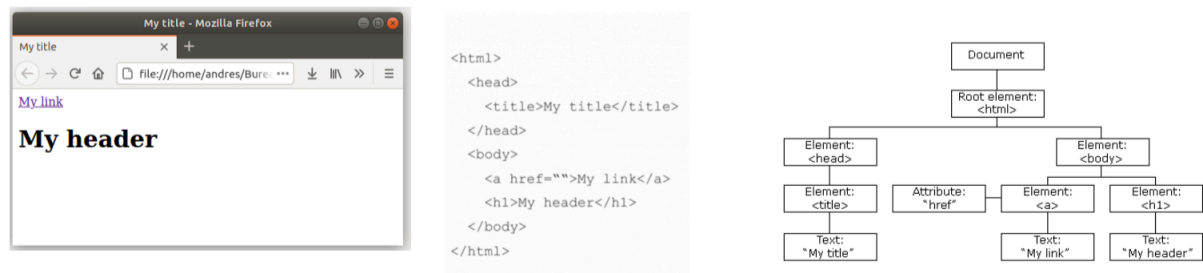 My title - Mozilla Firefox
My title
file:///home/andres/Bure
My link
My header
<html>
<head>
<title>My title</title>
</head>
<body>
<a href="“">My link</a>
<h1>My header</h1>
</body>
</html>
Document
Root element:
<html>
Element:
<head>
Element:
<body>
Element:
<title>
Attribute:
“href”
Element:
<a>
Element:
<h1>
Text:
“My title”
Text:
“My link”
Text:
“My header”